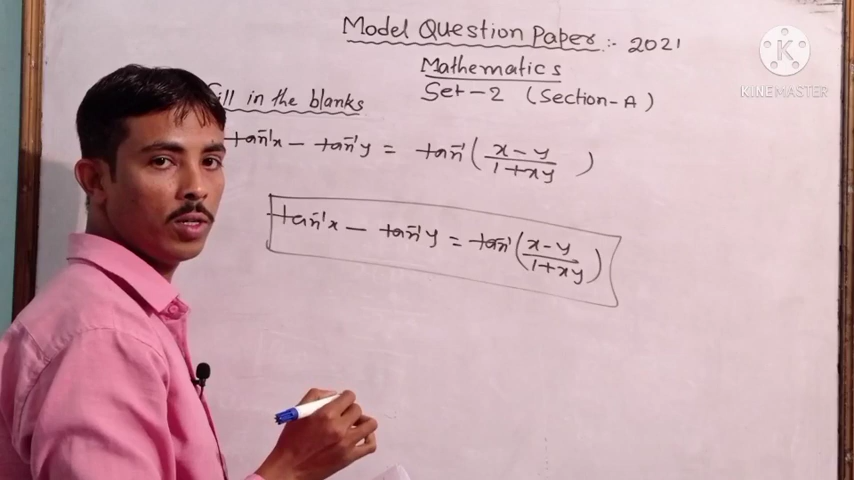 Model Question Paper :- 2021
Mathematics
Set-2 (Section-A)
Fill in the blanks
tan⁻¹x - tan⁻¹y = tan⁻¹(x-y/1+xy)
tan⁻¹x - tan⁻¹y = tan⁻¹(x-y/1+xy)
K
KINEMASTER